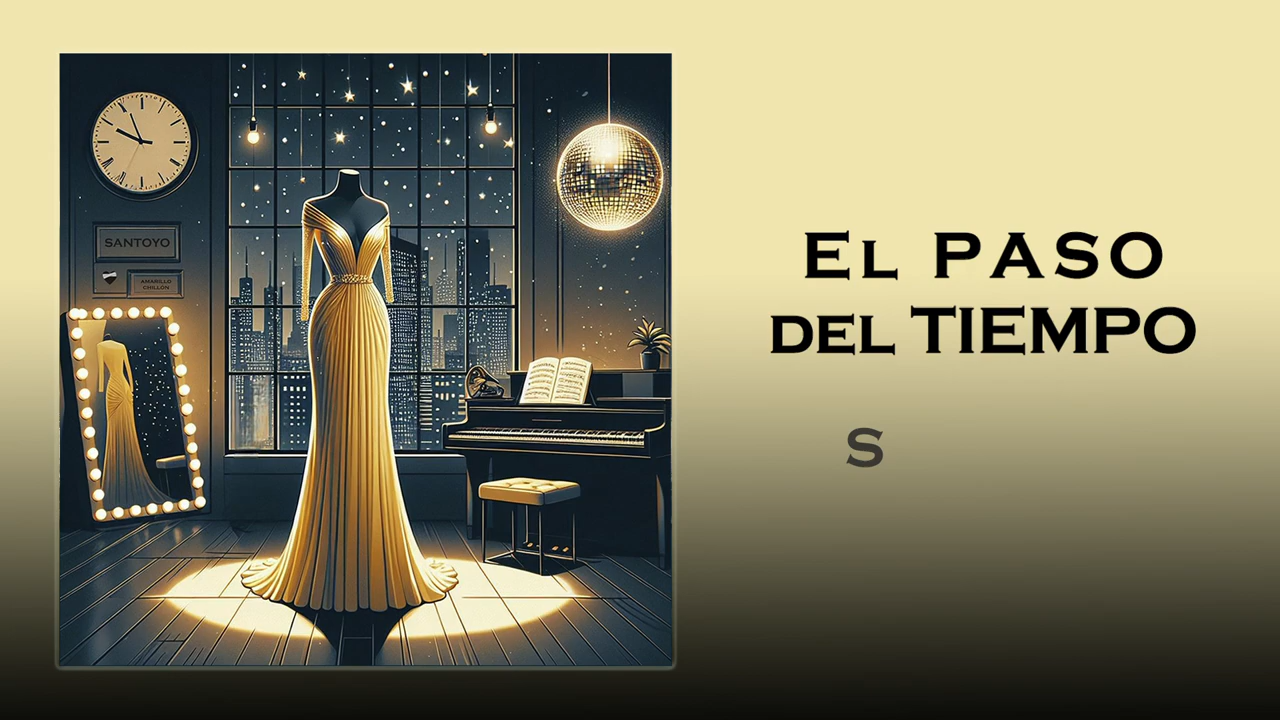 SANTOYO
AMARILLO
CHILLÓN
El PASO
DEL TIEMPO
S